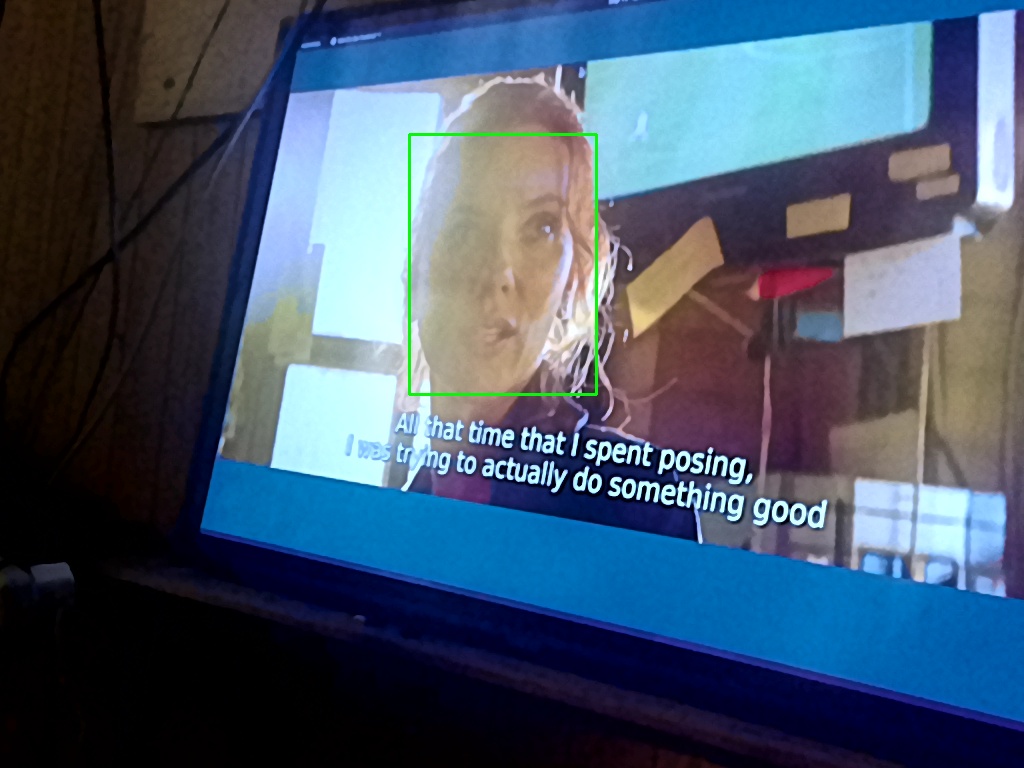 All that time that I spent posing,
I was trying to actually do something good